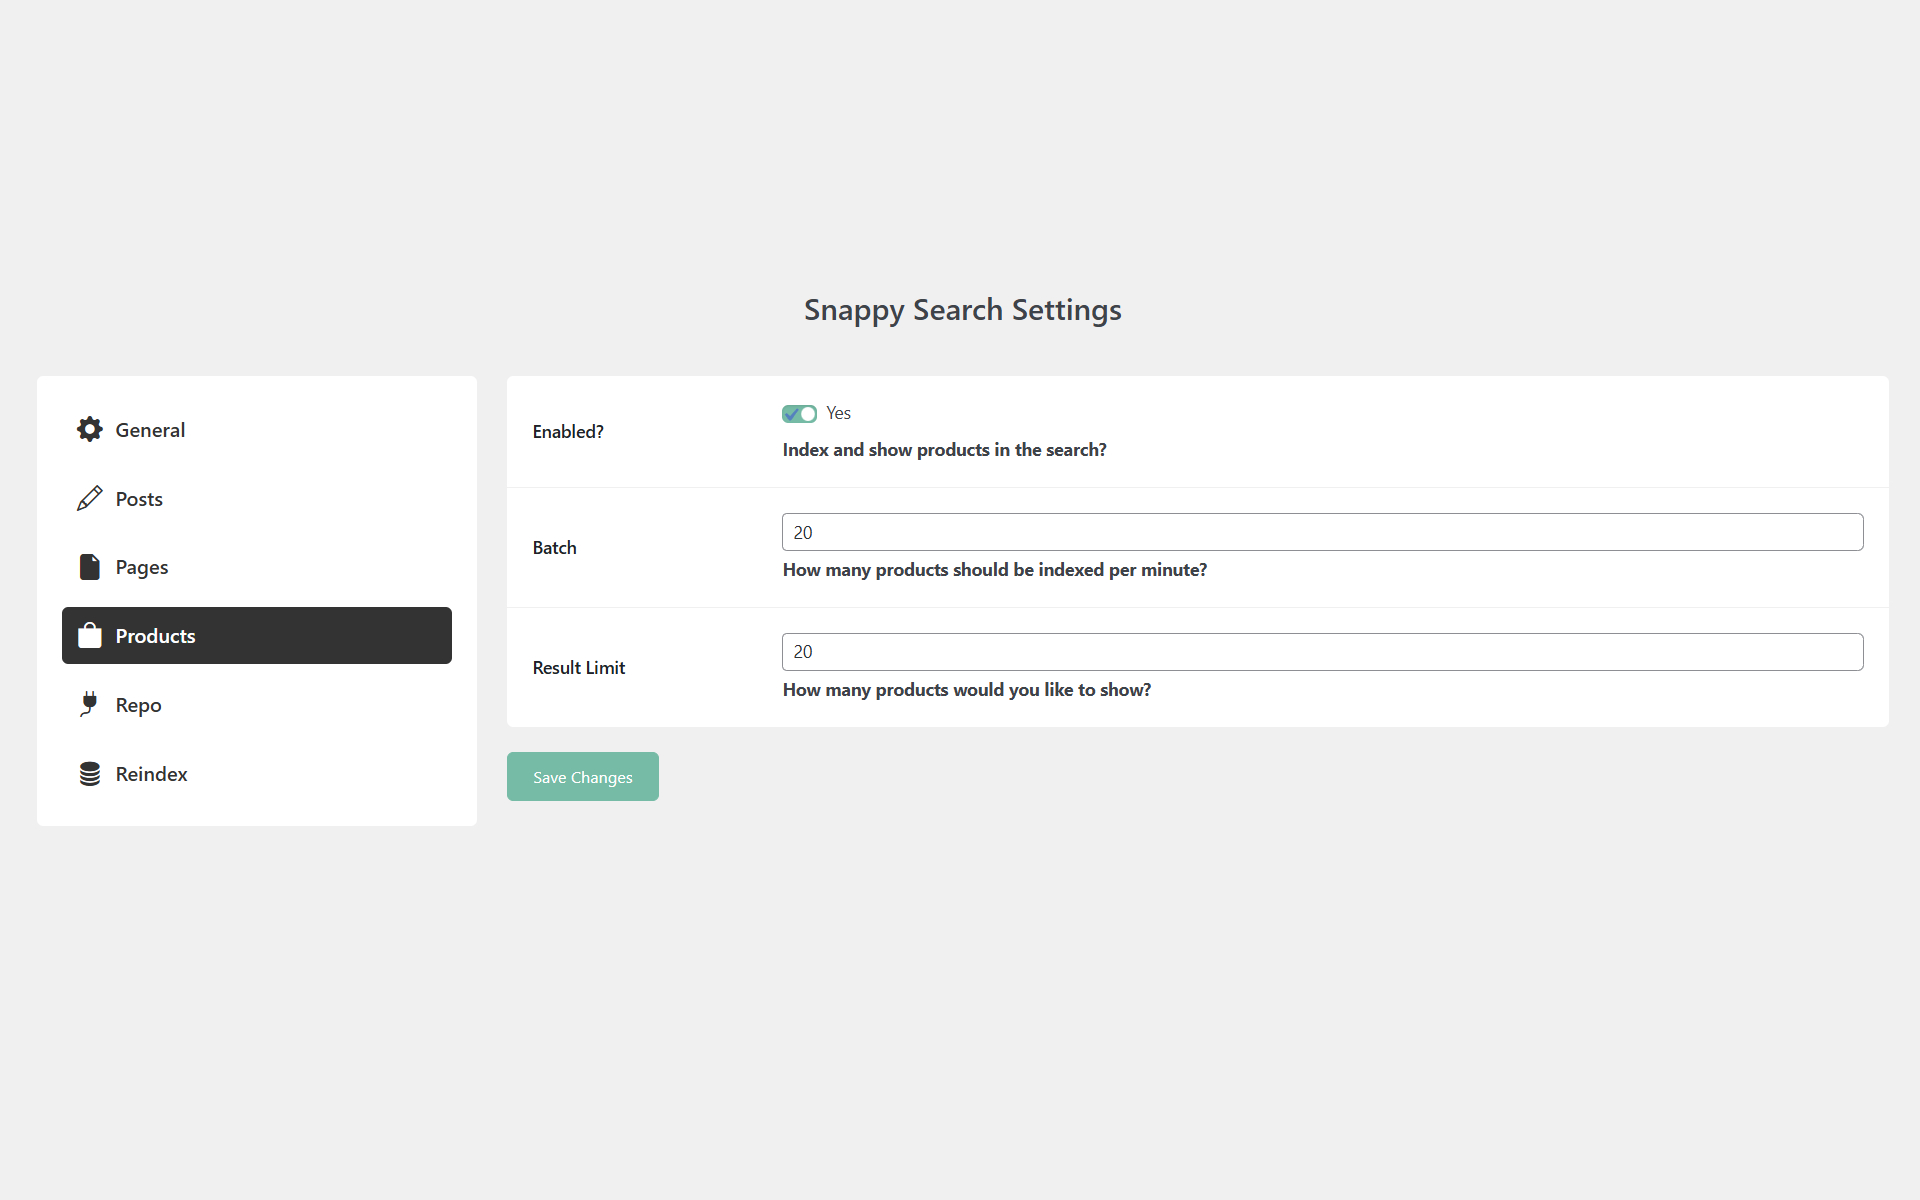 Snappy Search Settings
General
Posts
Pages
Products
Repo
Reindex
Enabled?
Yes
Index and show products in the search?
Batch
20
How many products should be indexed per minute?
Result Limit
20
How many products would you like to show?
Save Changes